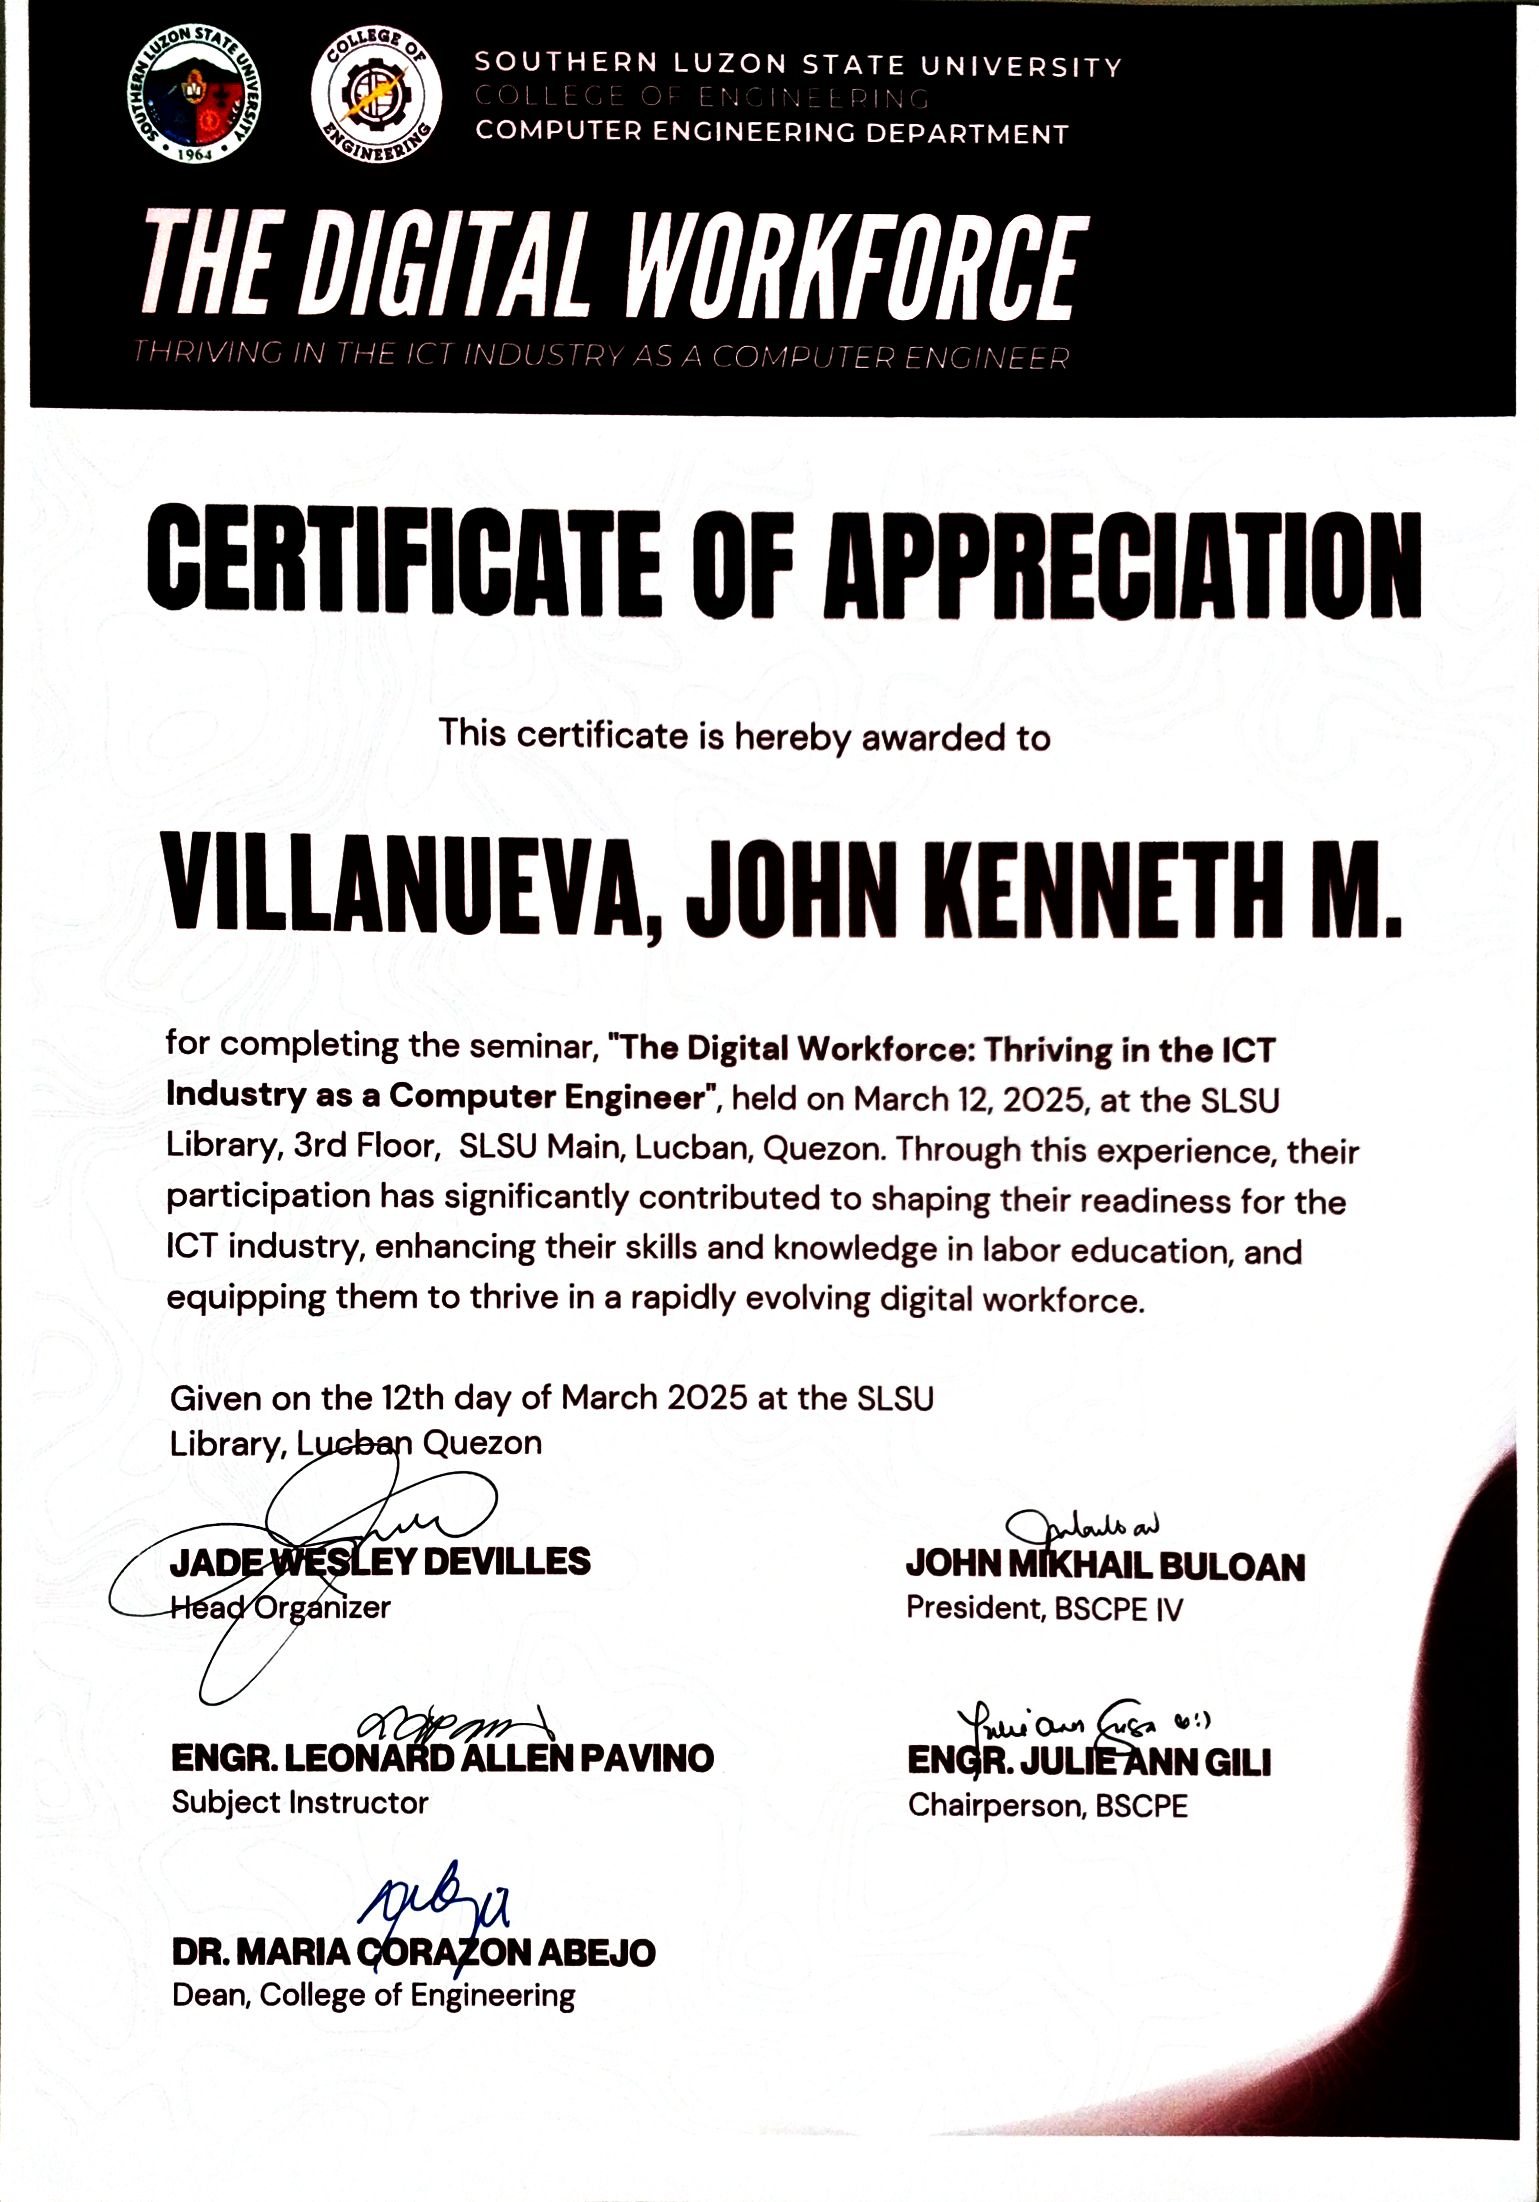 SOUTHERN LUZON STATE UNIVERSITY
1964
COLLEGE OF
ENGINEERING
SOUTHERN LUZON STATE UNIVERSITY
COLLEGE OF ENGINEERING
COMPUTER ENGINEERING DEPARTMENT
THE DIGITAL WORKFORCE
THRIVING IN THE ICT INDUSTRY AS A COMPUTER ENGINEER
CERTIFICATE OF APPRECIATION
This certificate is hereby awarded to
VILLANUEVA, JOHN KENNETH M.
for completing the seminar, "The Digital Workforce: Thriving in the ICT
Industry as a Computer Engineer", held on March 12, 2025, at the SLSU
Library, 3rd Floor, SLSU Main, Lucban, Quezon. Through this experience, their
participation has significantly contributed to shaping their readiness for the
ICT industry, enhancing their skills and knowledge in labor education, and
equipping them to thrive in a rapidly evolving digital workforce.
Given on the 12th day of March 2025 at the SLSU
Library, Lucban Quezon
JADE WESLEY DEVILLES
Head Organizer
JOHN MIKHAIL BULOAN
President, BSCPE IV
ENGR. LEONARD ALLEN PAVINO
Subject Instructor
ENGR. JULIE ANN GILI
Chairperson, BSCPE
DR. MARIA CORAZON ABEJO
Dean, College of Engineering